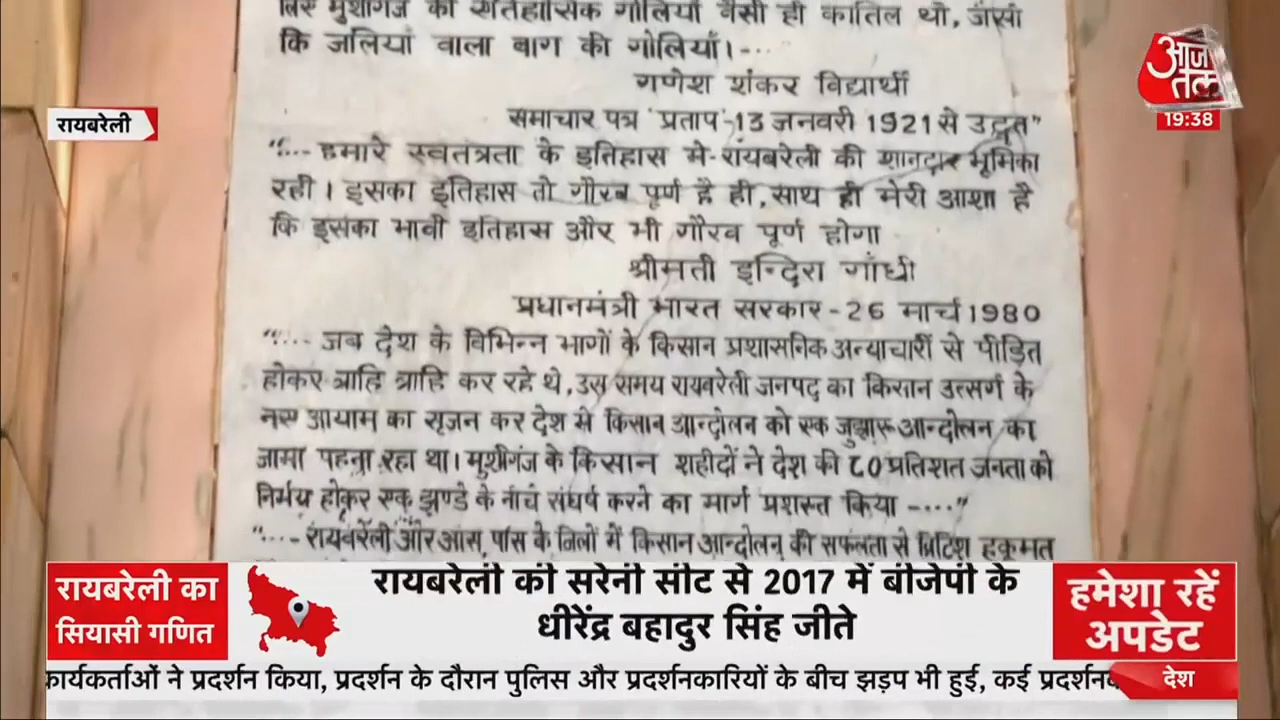 कि जलियां वाला बाग की गोलियाँ।-...
गणेश शंकर विद्यार्थी
समाचार पत्र 'प्रताप'-13 जनवरी 1921 से उद्धृत"
"... हमारे स्वतंत्रता के इतिहास मे-रायबरेली की शानदार भूमिका
रही। इसका इतिहास तो गौरव पूर्ण है ही, साथ ही मेरी आशा है
कि इसका भावी इतिहास और भी गौरव पूर्ण होगा
श्रीमती इन्दिरा गाँधी
प्रधानमंत्री भारत सरकार-26 मार्च 1980
"... जब देश के विभिन्न भागों के किसान प्रशासनिक अत्याचारों से पीड़ित
होकर त्राहि त्राहि कर रहे थे, उस समय रायबरेली जनपद का किसान उत्सर्ग के
नए आयाम का सृजन कर देश मे किसान आन्दोलन को एक जुझारू आन्दोलन का
जामा पहना रहा था। मुंशीगंज के किसान शहीदों ने देश की ८० प्रतिशत जनता को
निर्भय होकर एक झण्डे के नीचे संघर्ष करने का मार्ग प्रशस्त किया -...."
"...- रायबरेली और आस पास के जिलों में किसान आन्दोलन की सफलता से ब्रिटिश हकूमत
रायबरेली
आज तक
19:38
रायबरेली का
सियासी गणित
रायबरेली की सरेनी सीट से 2017 में बीजेपी के
धीरेंद्र बहादुर सिंह जीते
हमेशा रहें
अपडेट
कार्यकर्ताओं ने प्रदर्शन किया, प्रदर्शन के दौरान पुलिस और प्रदर्शनकारियों के बीच झड़प भी हुई, कई
देश